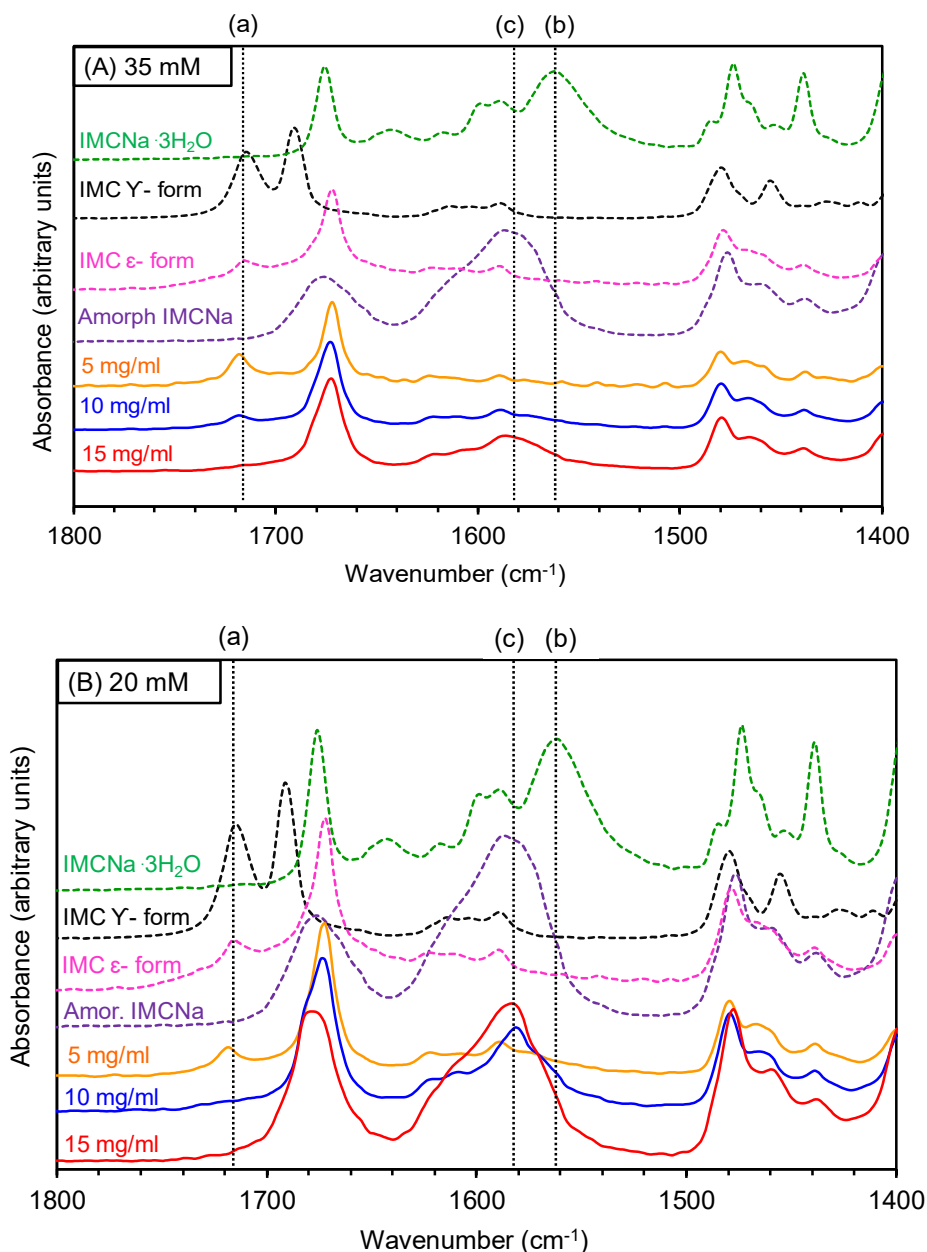 (a) (c) (b)
(A) 35 mM
IMCNa·3H₂O
IMC ϒ- form
IMC ε- form
Amorph IMCNa
5 mg/ml
10 mg/ml
15 mg/ml
Absorbance (arbitrary units)
1800 1700 1600 1500 1400
Wavenumber (cm⁻¹)
(a) (c) (b)
(B) 20 mM
IMCNa·3H₂O
IMC ϒ- form
IMC ε- form
Amor. IMCNa
5 mg/ml
10 mg/ml
15 mg/ml
Absorbance (arbitrary units)
1800 1700 1600 1500 1400
Wavenumber (cm⁻¹)